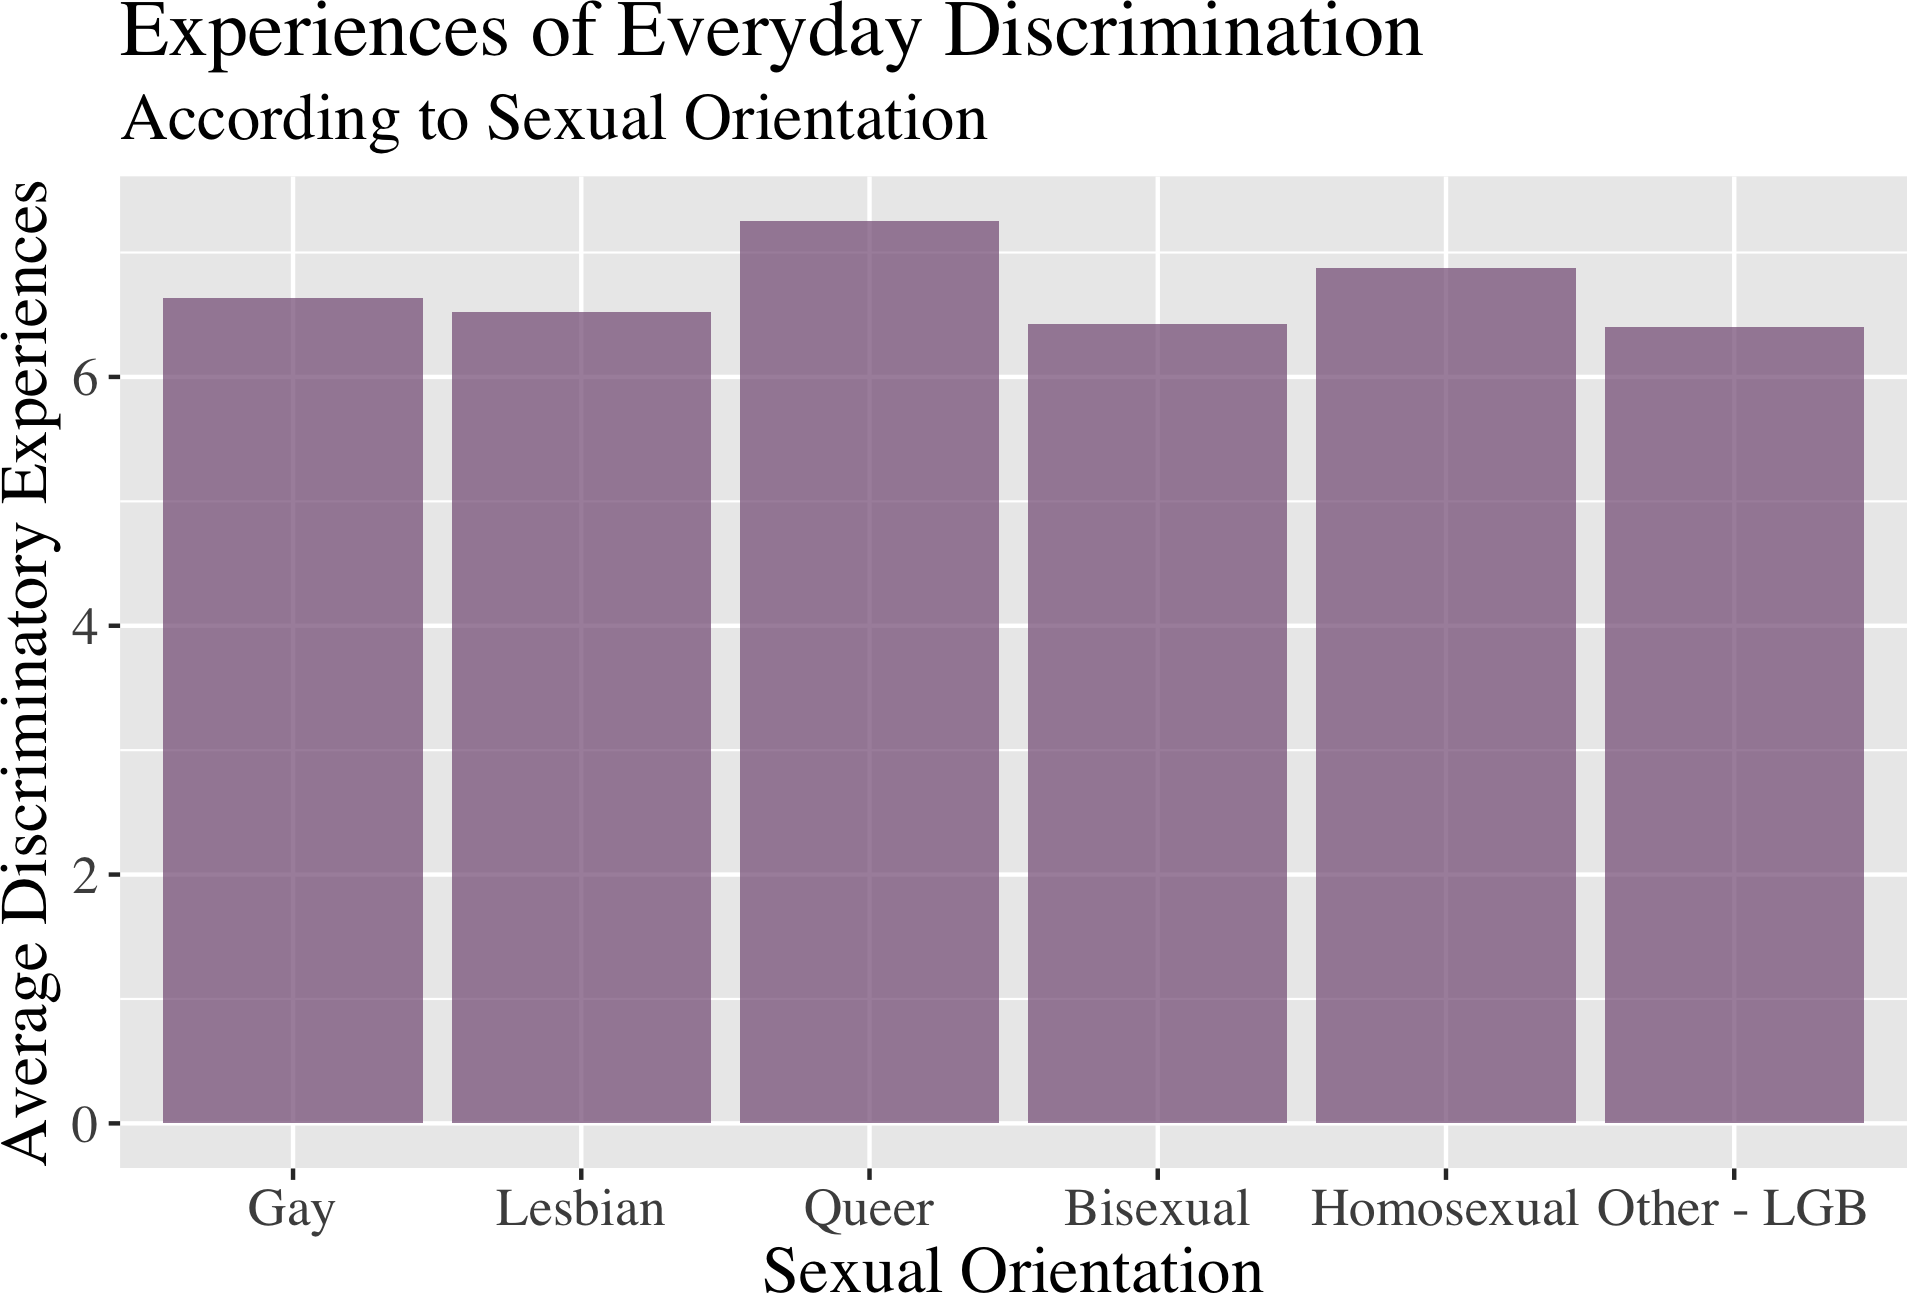 Experiences of Everyday Discrimination
According to Sexual Orientation
Average Discriminatory Experiences
6
4
2
0
Gay Lesbian Queer Bisexual Homosexual Other - LGB
Sexual Orientation